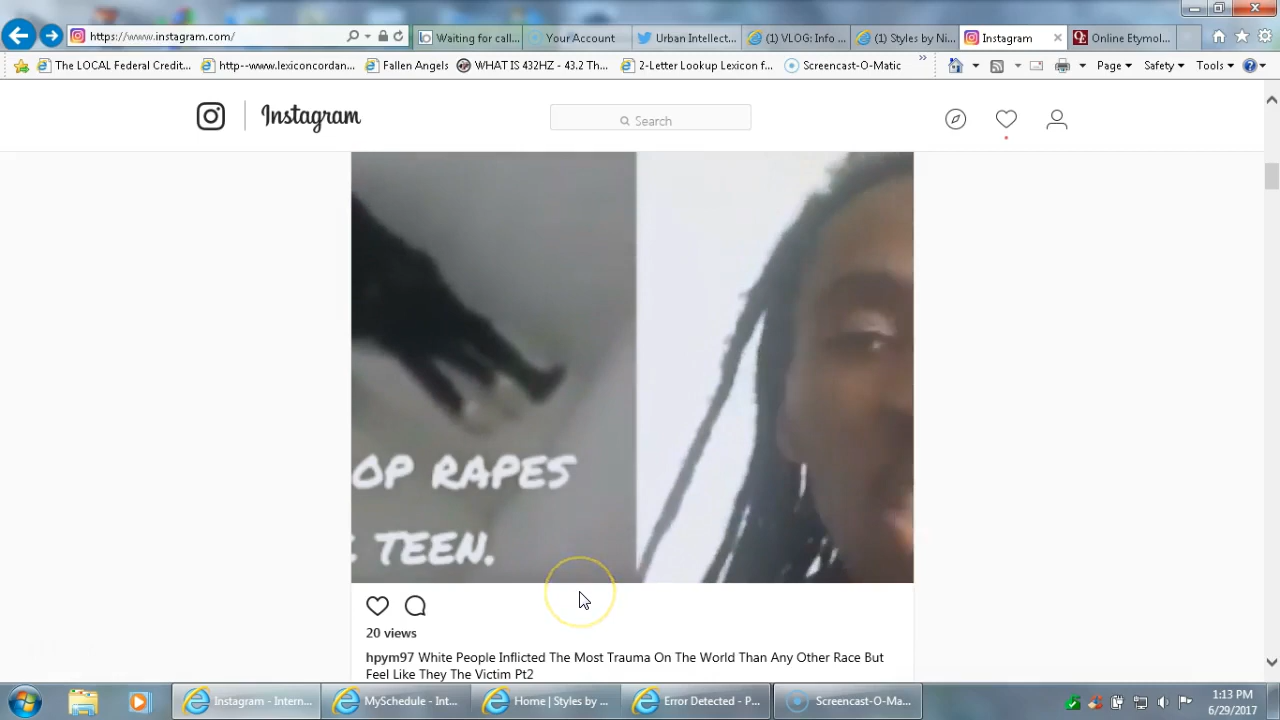 https://www.instagram.com/
Waiting for call...
Your Account
Urban Intellect...
(1) VLOG: Info ...
(1) Styles by Ni...
Instagram
Online Etymol...
The LOCAL Federal Credit...
http--www.lexiconcordan...
Fallen Angels
WHAT IS 432HZ - 43.2 Th...
2-Letter Lookup Lexicon f...
Screencast-O-Matic
Page
Safety
Tools
Instagram
Search
OP RAPES
TEEN.
20 views
hpym97 White People Inflicted The Most Trauma On The World Than Any Other Race But
Feel Like They The Victim Pt2
Instagram - Intern...
MySchedule - Int...
Home | Styles by ...
Error Detected - P...
Screencast-O-Ma...
1:13 PM
6/29/2017